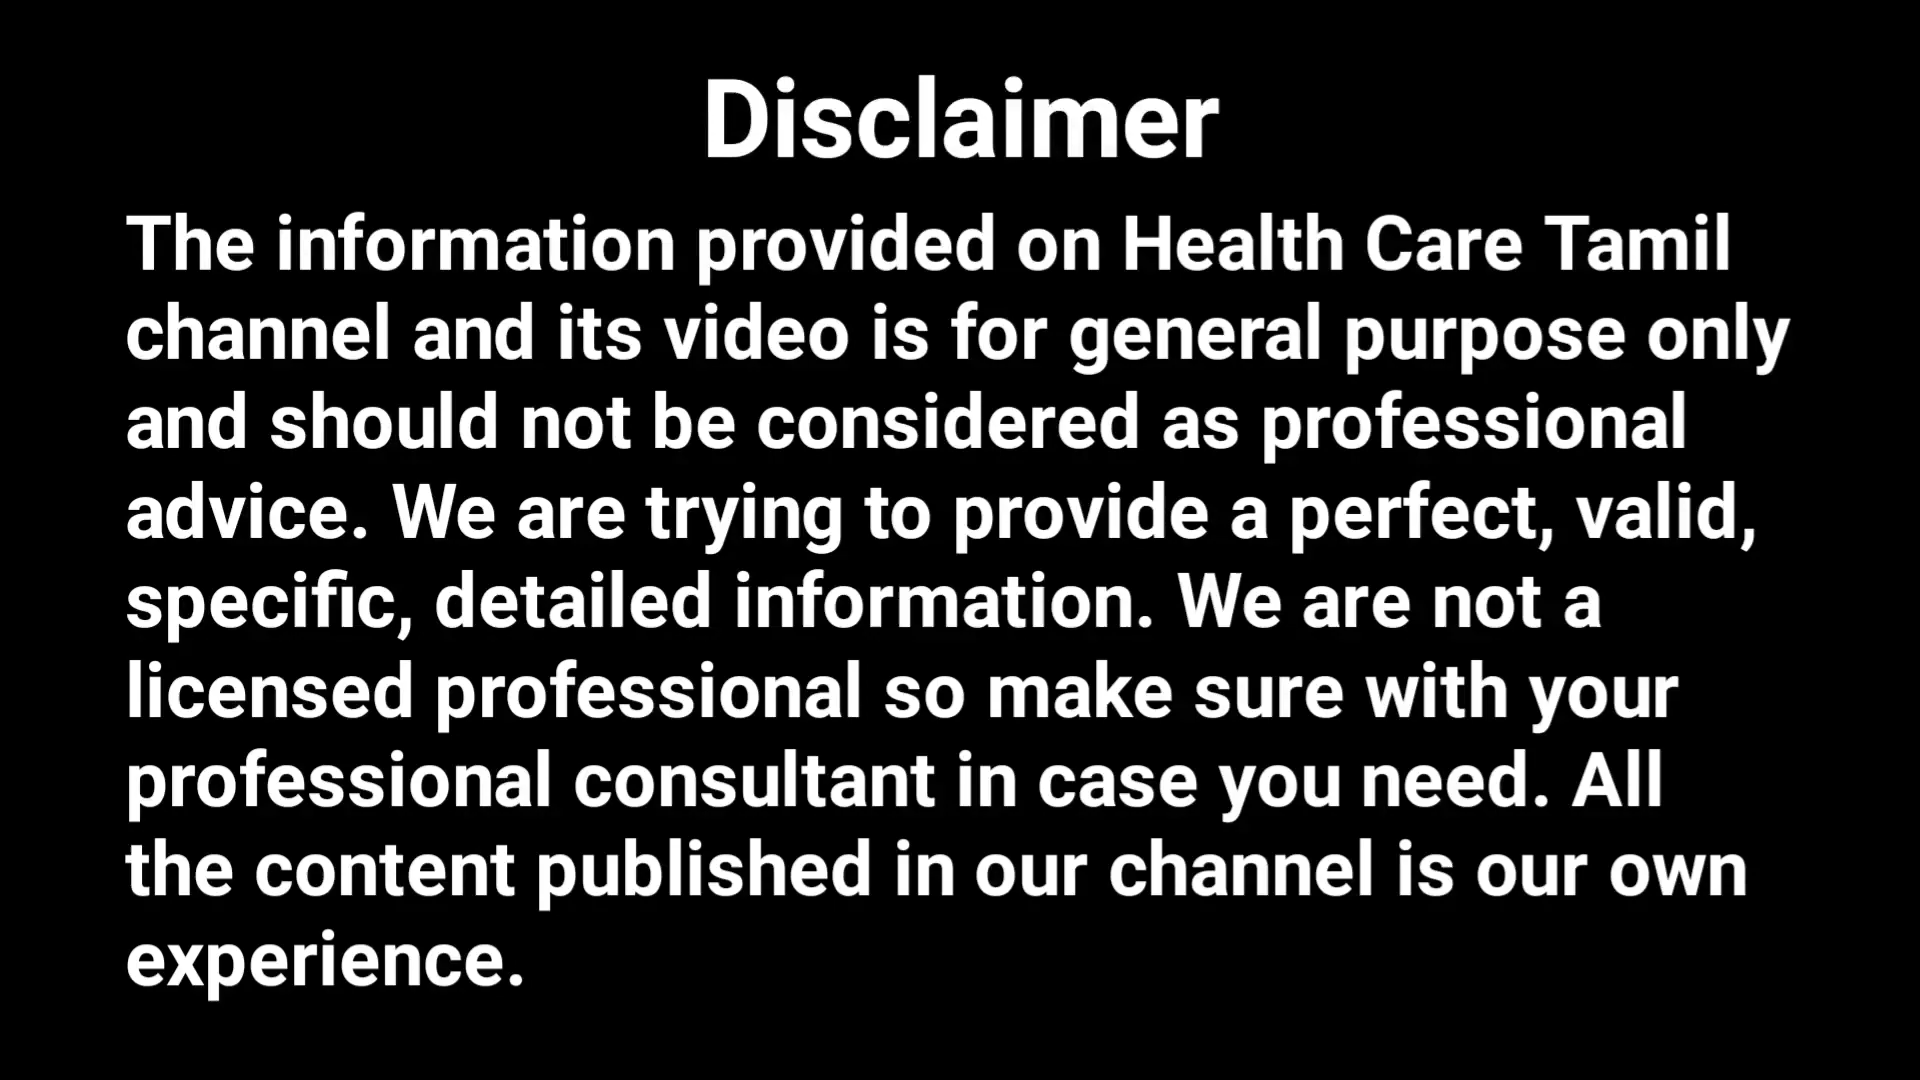 Disclaimer
The information provided on Health Care Tamil
channel and its video is for general purpose only
and should not be considered as professional
advice. We are trying to provide a perfect, valid,
specific, detailed information. We are not a
licensed professional so make sure with your
professional consultant in case you need. All
the content published in our channel is our own
experience.